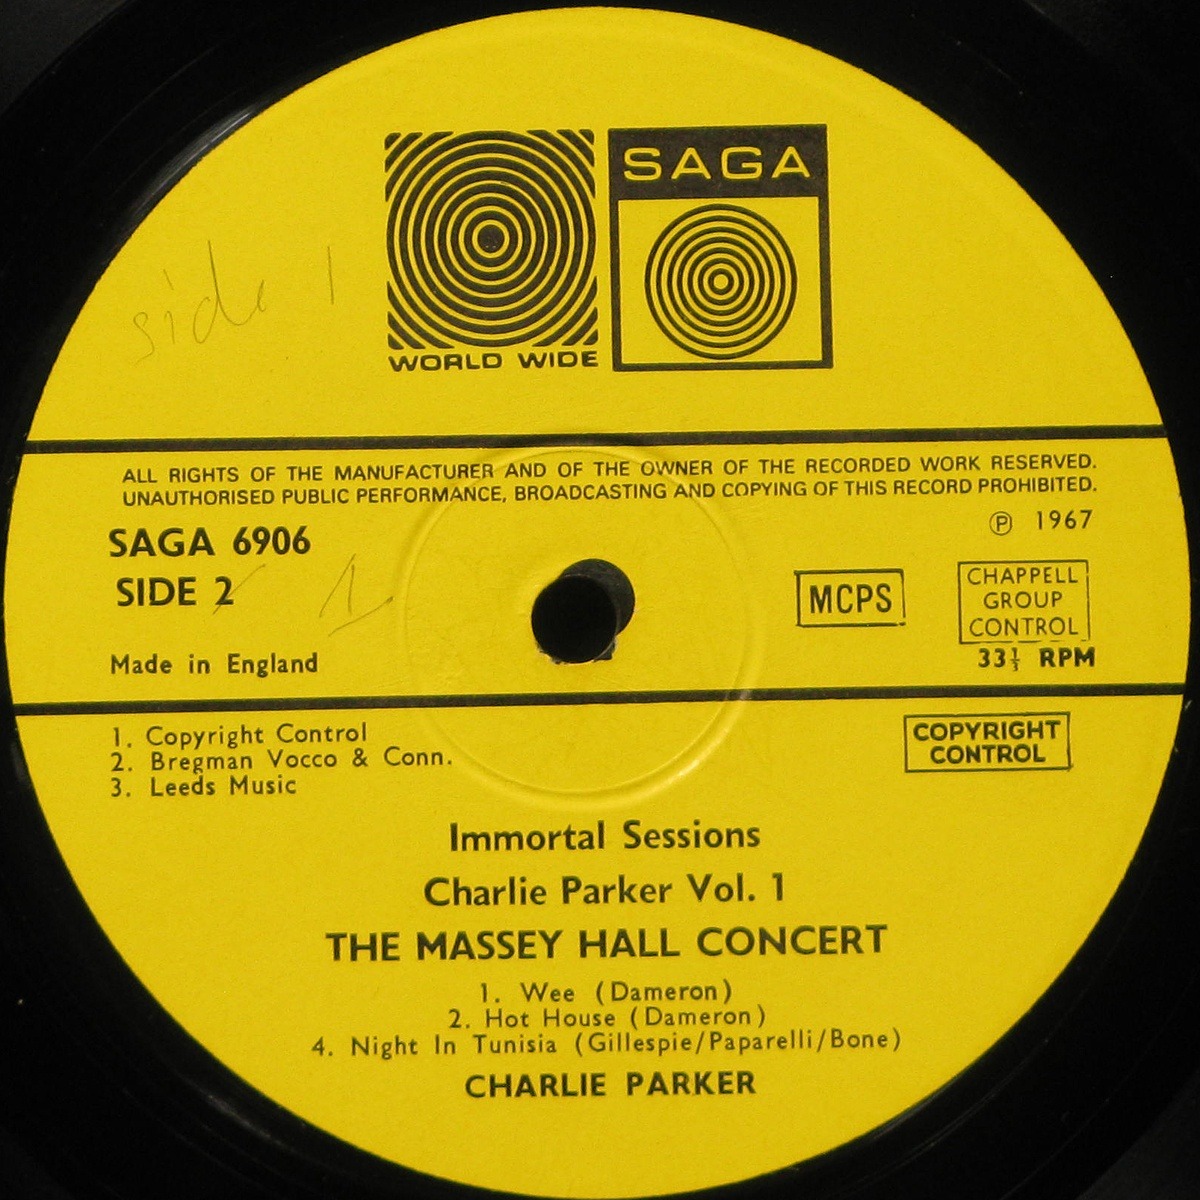 SAGA
WORLD WIDE
side 1
ALL RIGHTS OF THE MANUFACTURER AND OF THE OWNER OF THE RECORDED WORK RESERVED.
UNAUTHORISED PUBLIC PERFORMANCE, BROADCASTING AND COPYING OF THIS RECORD PROHIBITED.
℗ 1967
SAGA 6906
SIDE 2 1
MCPS
CHAPPELL
GROUP
CONTROL
Made in England
33⅓ RPM
1. Copyright Control
2. Bregman Vocco & Conn.
3. Leeds Music
COPYRIGHT
CONTROL
Immortal Sessions
Charlie Parker Vol. 1
THE MASSEY HALL CONCERT
1. Wee (Dameron)
2. Hot House (Dameron)
4. Night In Tunisia (Gillespie/Paparelli/Bone)
CHARLIE PARKER